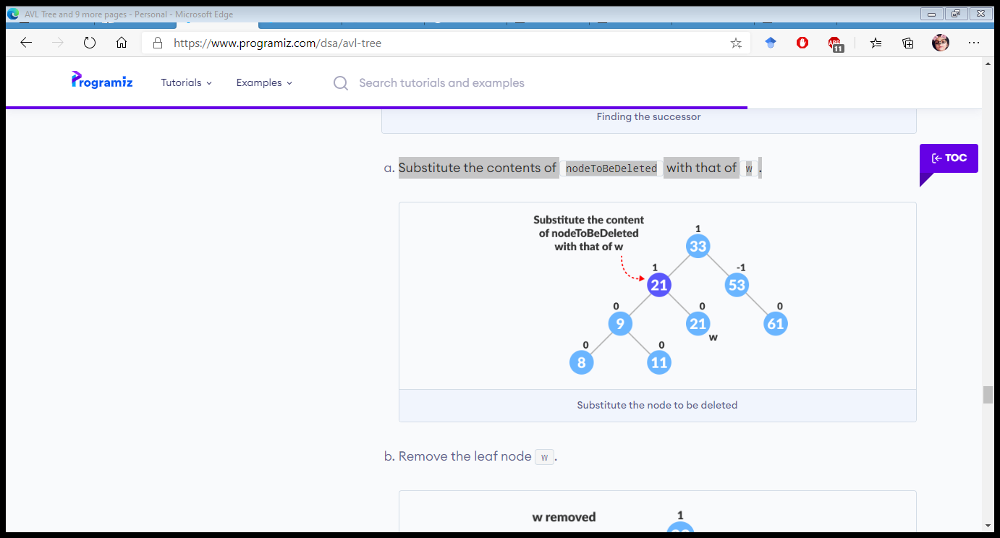 AVL Tree and 9 more pages - Personal - Microsoft Edge
https://www.programiz.com/dsa/avl-tree
11
Programiz
Tutorials
Examples
Search tutorials and examples
Finding the successor
TOC
a. Substitute the contents of nodeToBeDeleted with that of w .
Substitute the content
of nodeToBeDeleted
with that of w
1
33
1
-1
21
53
0
0
0
9
21
61
w
0
0
8
11
Substitute the node to be deleted
b. Remove the leaf node w .
w removed
1